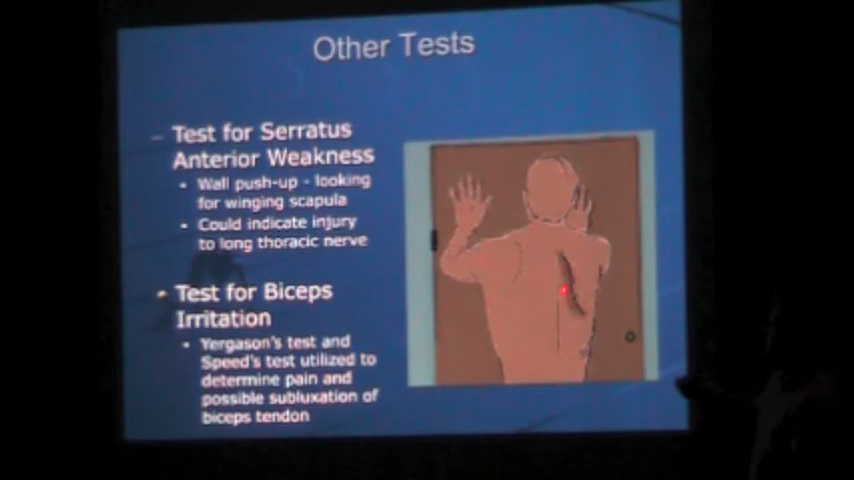 Other Tests
– Test for Serratus
Anterior Weakness
• Wall push-up - looking
for winging scapula
• Could indicate injury
to long thoracic nerve
• Test for Biceps
Irritation
• Yergason's test and
Speed's test utilized to
determine pain and
possible subluxation of
biceps tendon